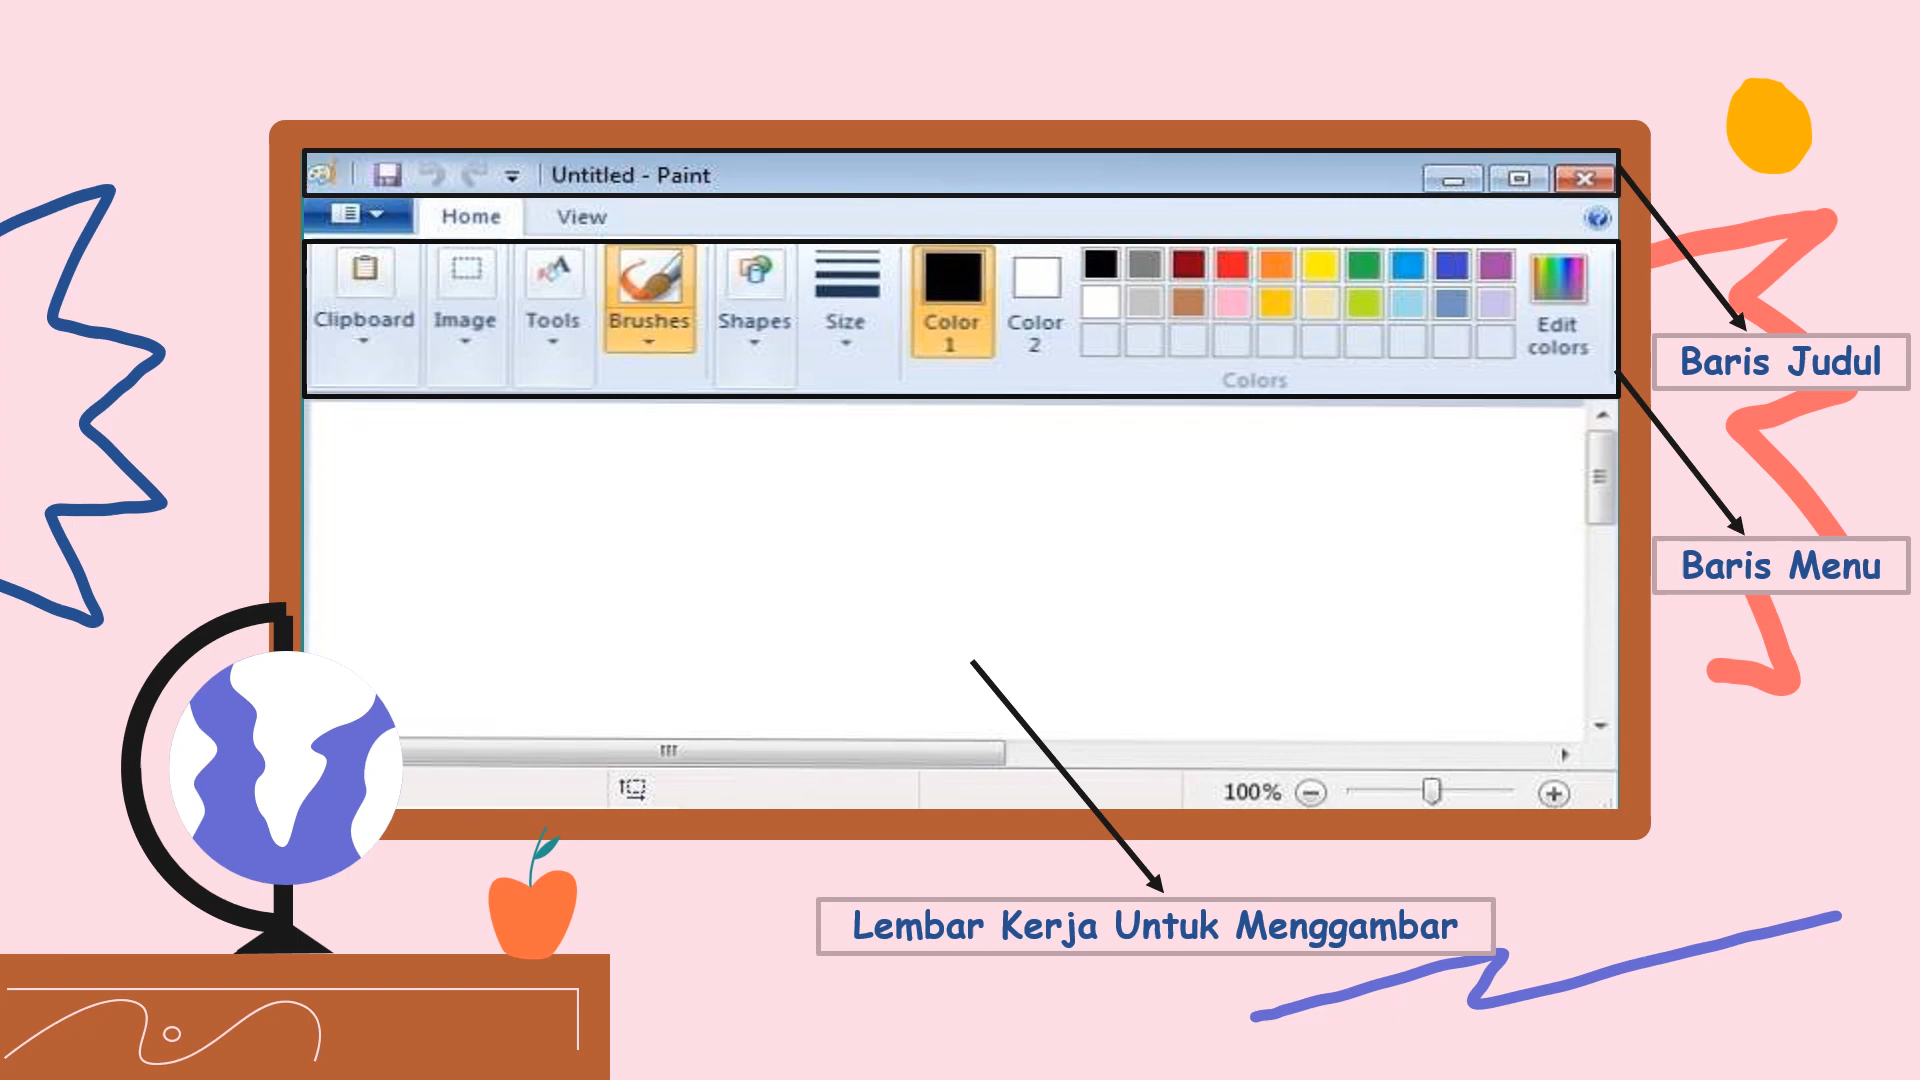 Untitled - Paint
Home View
Clipboard Image Tools Brushes Shapes Size Color 1 Color 2 Edit colors
Colors
Baris Judul
Baris Menu
100%
Lembar Kerja Untuk Menggambar